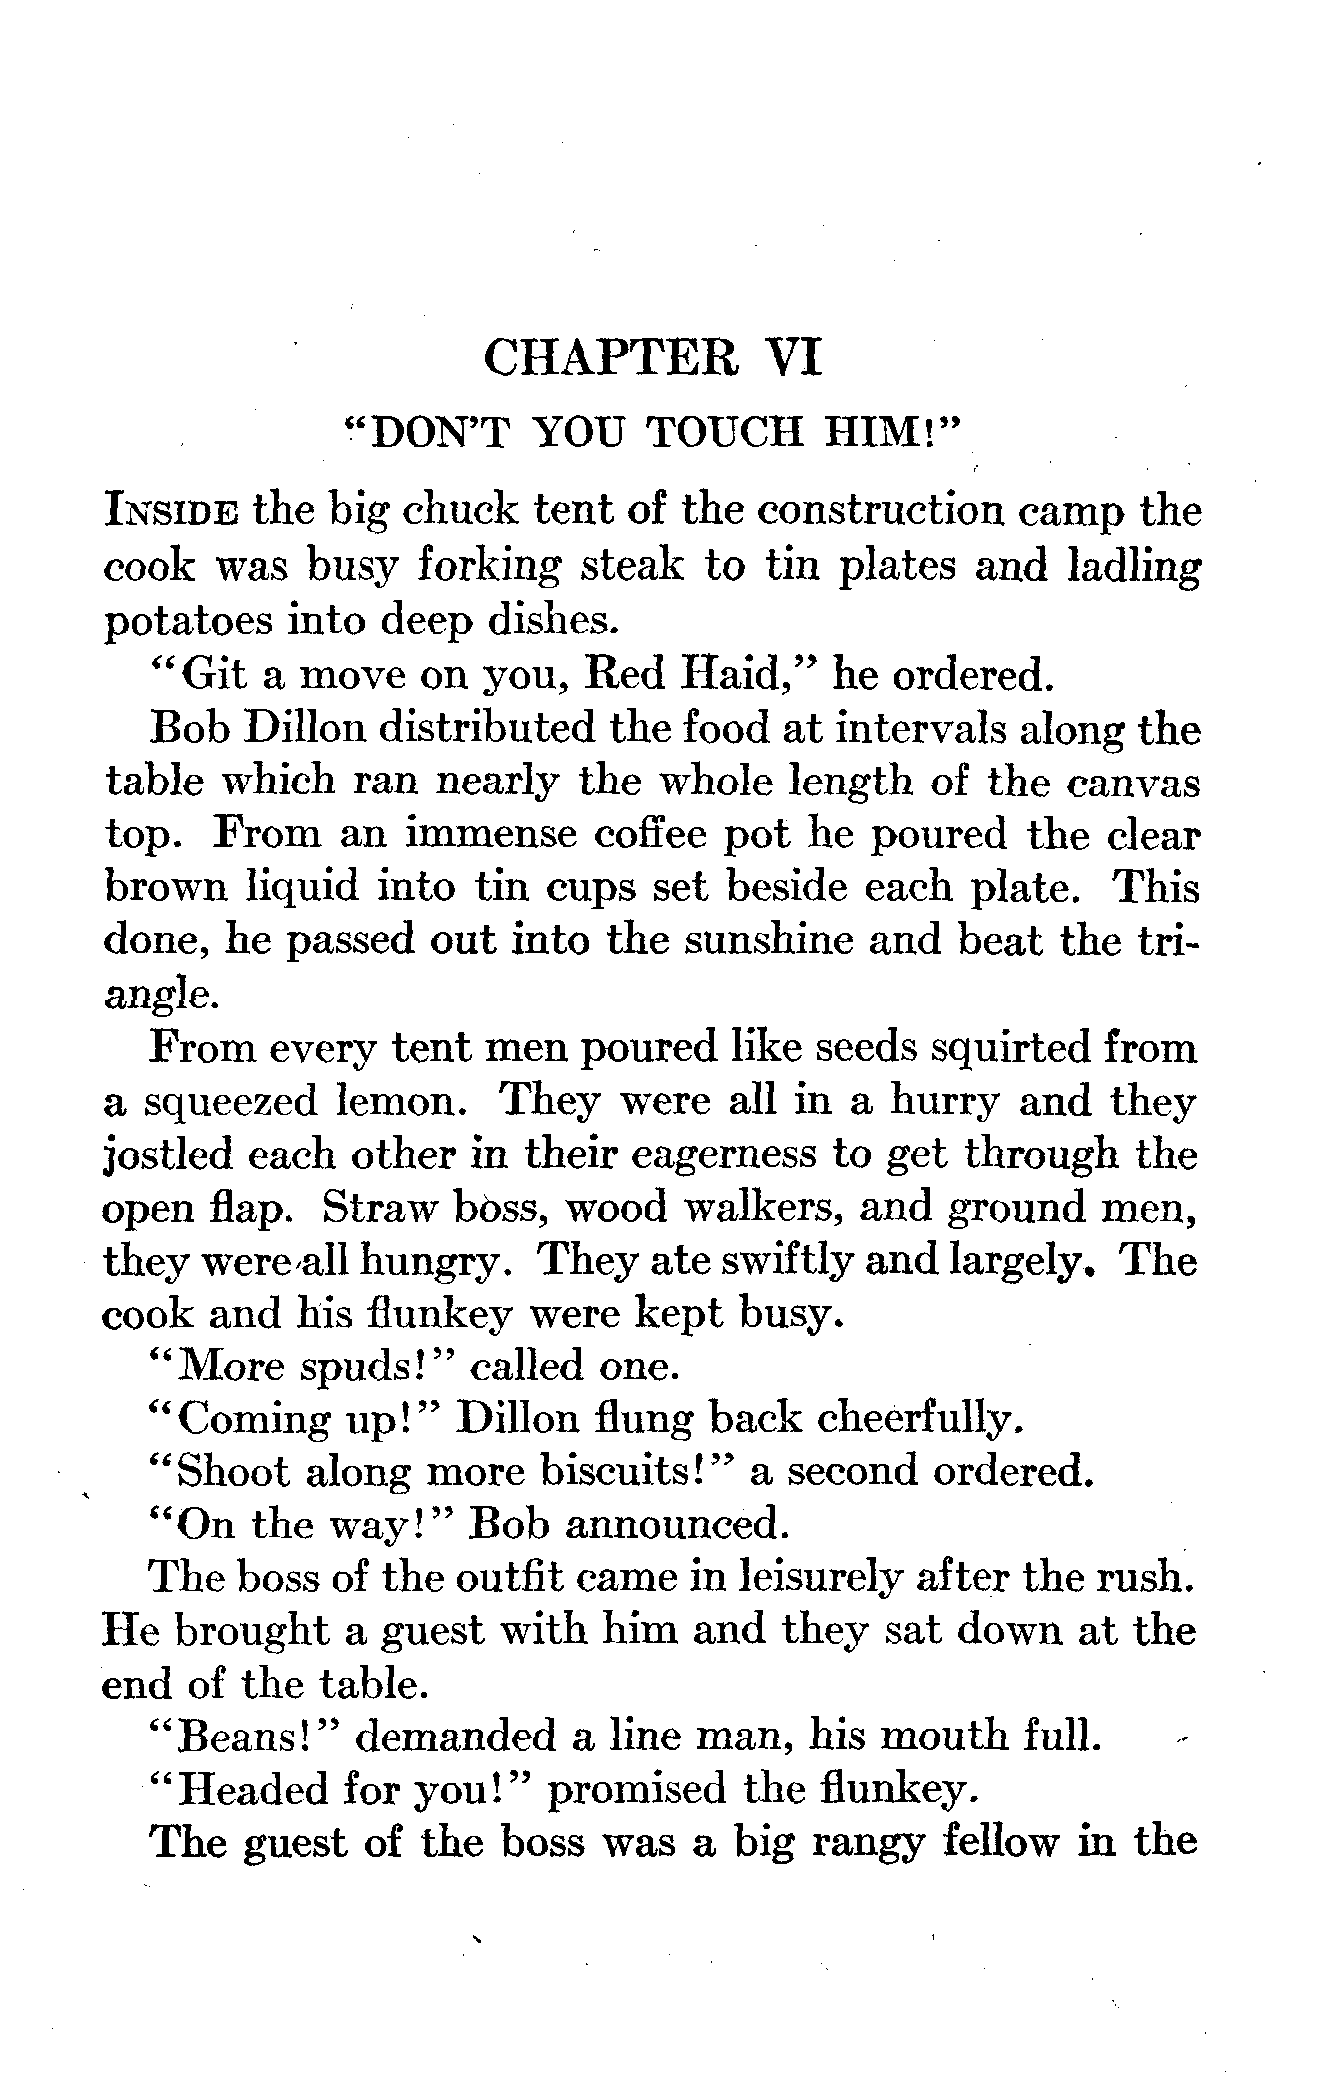 CHAPTER VI
"DON'T YOU TOUCH HIM!"
INSIDE the big chuck tent of the construction camp the
cook was busy forking steak to tin plates and ladling
potatoes into deep dishes.
"Git a move on you, Red Haid," he ordered.
Bob Dillon distributed the food at intervals along the
table which ran nearly the whole length of the canvas
top. From an immense coffee pot he poured the clear
brown liquid into tin cups set beside each plate. This
done, he passed out into the sunshine and beat the tri-
angle.
From every tent men poured like seeds squirted from
a squeezed lemon. They were all in a hurry and they
jostled each other in their eagerness to get through the
open flap. Straw boss, wood walkers, and ground men,
they were all hungry. They ate swiftly and largely. The
cook and his flunkey were kept busy.
"More spuds!" called one.
"Coming up!" Dillon flung back cheerfully.
"Shoot along more biscuits!" a second ordered.
"On the way!" Bob announced.
The boss of the outfit came in leisurely after the rush.
He brought a guest with him and they sat down at the
end of the table.
"Beans!" demanded a line man, his mouth full.
"Headed for you!" promised the flunkey.
The guest of the boss was a big rangy fellow in the